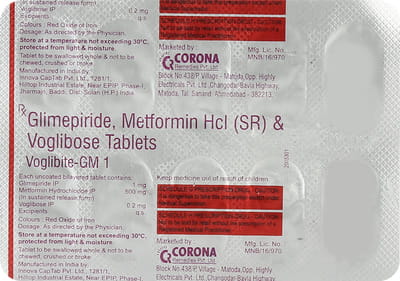 (In sustained release form)
Voglibose IP 0.2 mg
Excipients q.s.
Colours : Red Oxide of Iron
Dosage: As directed by the Physician.
Store at a temperature not exceeding 30°C.
protected from light & moisture.
Tablet to be swallowed whole & not to be
chewed, crushed or broke
Manufactured in India by:
Innova CapTab Pvt. Ltd., 1281/1,
Hilltop Industrial Estate, Near EPIP, Phase-I,
Jharmajri, Baddi, Dist-Solan (H.P.) India
Marketed by
CORONA
Remedies Pvt. Ltd.
Block No.438/P, Village - Matoda, Opp. Highly
Electricals Pvt. Ltd. Changodar-Bavla Highway,
Matoda, Tal. Sanand, Ahmedabad - 382213.
Mfg. Lic. No.
MNB/16/970
Rx
Glimepiride, Metformin Hcl (SR) &
Voglibose Tablets
Voglibite-GM 1
Each uncoated bilayered tablet contains:
Glimepiride IP 1 mg
Metformin Hydrochloride IP 500 mg
(In sustained release form)
Voglibose IP 0.2 mg
Excipients q.s.
Colours : Red Oxide of Iron
Dosage: As directed by the Physician.
Store at a temperature not exceeding 30°C.
protected from light & moisture.
Tablet to be swallowed whole & not to be
chewed, crushed or broke
Manufactured in India by:
Innova CapTab Pvt. Ltd., 1281/1,
Hilltop Industrial Estate, Near EPIP, Phase-I,
Keep medicine out of reach of children.
SCHEDULE PRESCRIPTION DRUG - CAUTION
Marketed by
CORONA
Remedies Pvt. Ltd.
Block No.438/P, Village - Matoda, Opp. Highly
Electricals Pvt. Ltd. Changodar-Bavla Highway,
Mfg. Lic. No.
MNB/16/970